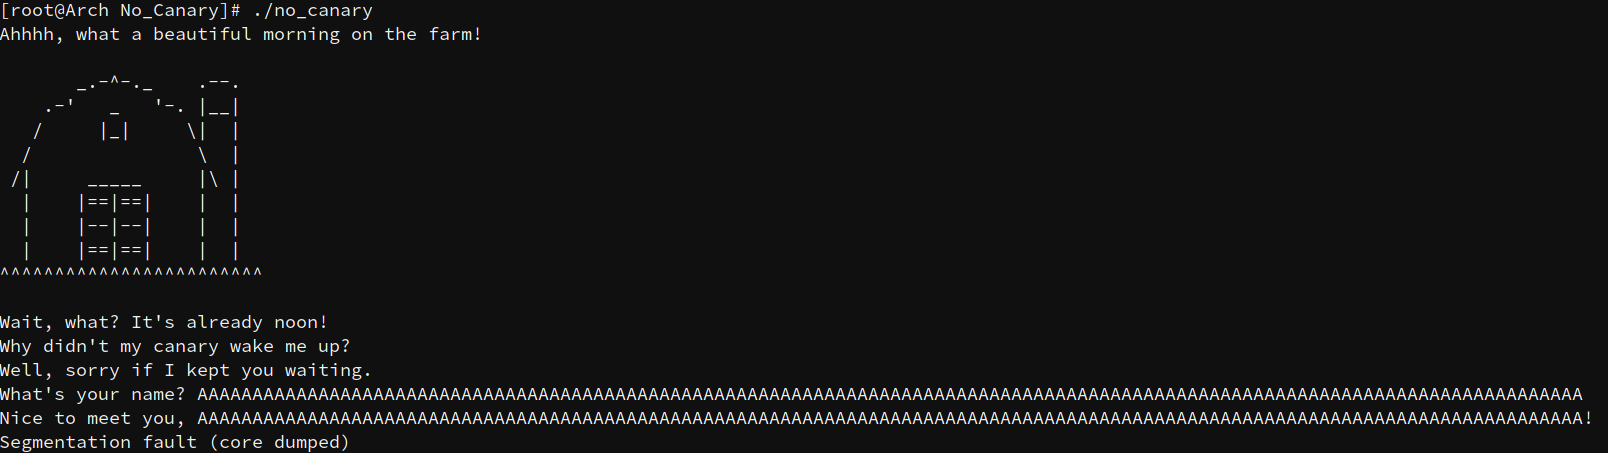 [root@Arch No_Canary]# ./no_canary
Ahhhh, what a beautiful morning on the farm!
       _.-^-._    .--.
    .-'   _   '-. |__|
   /     |_|     \|  |
  /               \  |
 /|     _____     |\ |
  |    |==|==|    |  |
  |    |--|--|    |  |
  |    |==|==|    |  |
^^^^^^^^^^^^^^^^^^^^^^^^
Wait, what? It's already noon!
Why didn't my canary wake me up?
Well, sorry if I kept you waiting.
What's your name? AAAAAAAAAAAAAAAAAAAAAAAAAAAAAAAAAAAAAAAAAAAAAAAAAAAAAAAAAAAAAAAAAAAAAAAAAAAAAAAAAAAAAAAAAAAAAAAAAAAAAAAAAAAAAAAAAAAAAAAAAAAAAA
Nice to meet you, AAAAAAAAAAAAAAAAAAAAAAAAAAAAAAAAAAAAAAAAAAAAAAAAAAAAAAAAAAAAAAAAAAAAAAAAAAAAAAAAAAAAAAAAAAAAAAAAAAAAAAAAAAAAAAAAAAAAAAAAAAAAAA!
Segmentation fault (core dumped)